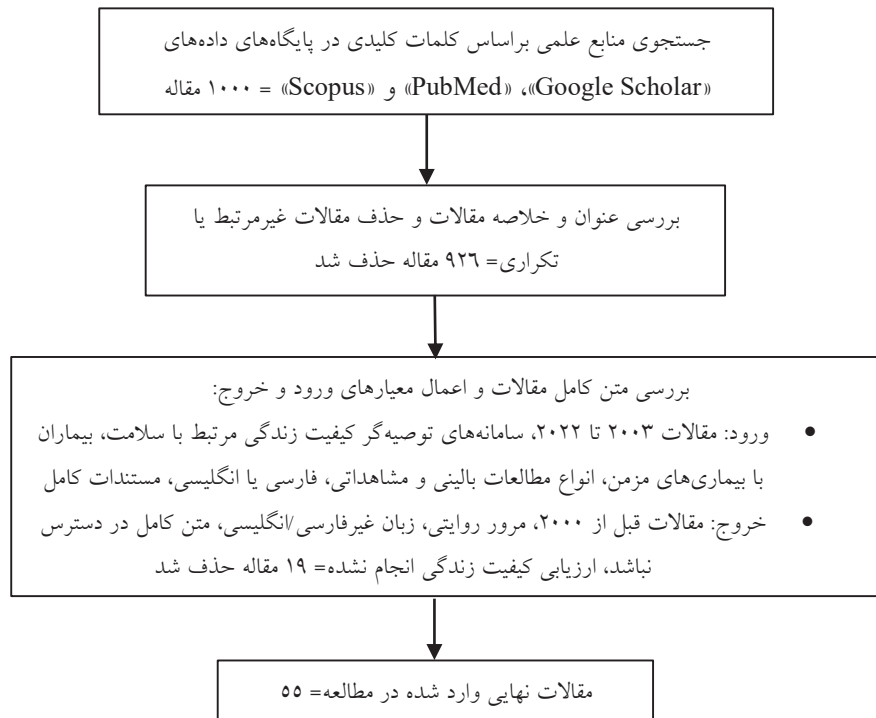 جستجوی منابع علمی براساس کلمات کلیدی در پایگاه‌های داده‌های
«Google Scholar»، «PubMed» و «Scopus» = ۱۰۰۰ مقاله
بررسی عنوان و خلاصه مقالات و حذف مقالات غیرمرتبط یا
تکراری= ۹۲۶ مقاله حذف شد
بررسی متن کامل مقالات و اعمال معیارهای ورود و خروج:
• ورود: مقالات ۲۰۰۳ تا ۲۰۲۲، سامانه‌های توصیه‌گر کیفیت زندگی مرتبط با سلامت، بیماران
با بیماری‌های مزمن، انواع مطالعات بالینی و مشاهداتی، فارسی یا انگلیسی، مستندات کامل
• خروج: مقالات قبل از ۲۰۰۰، مرور روایتی، زبان غیرفارسی/انگلیسی، متن کامل در دسترس
نباشد، ارزیابی کیفیت زندگی انجام نشده= ۱۹ مقاله حذف شد
مقالات نهایی وارد شده در مطالعه= ۵۵